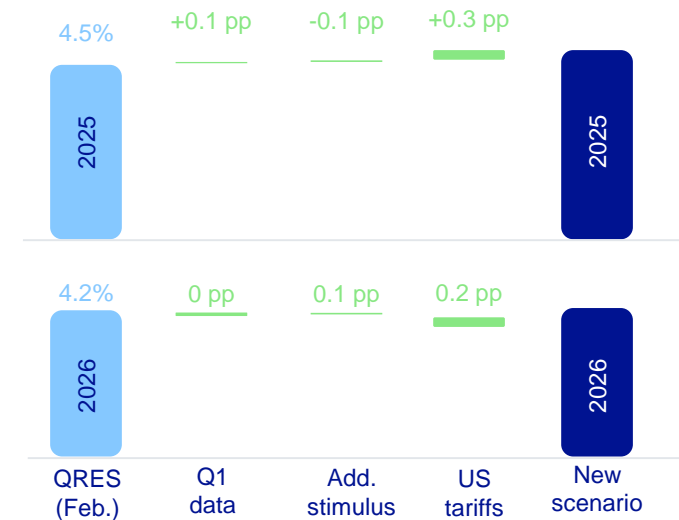 4.5%
+0.1 pp
-0.1 pp
+0.3 pp
2025
2025
4.2%
0 pp
0.1 pp
0.2 pp
2026
2026
QRES
(Feb.)
Q1
data
Add.
stimulus
US
tariffs
New
scenario